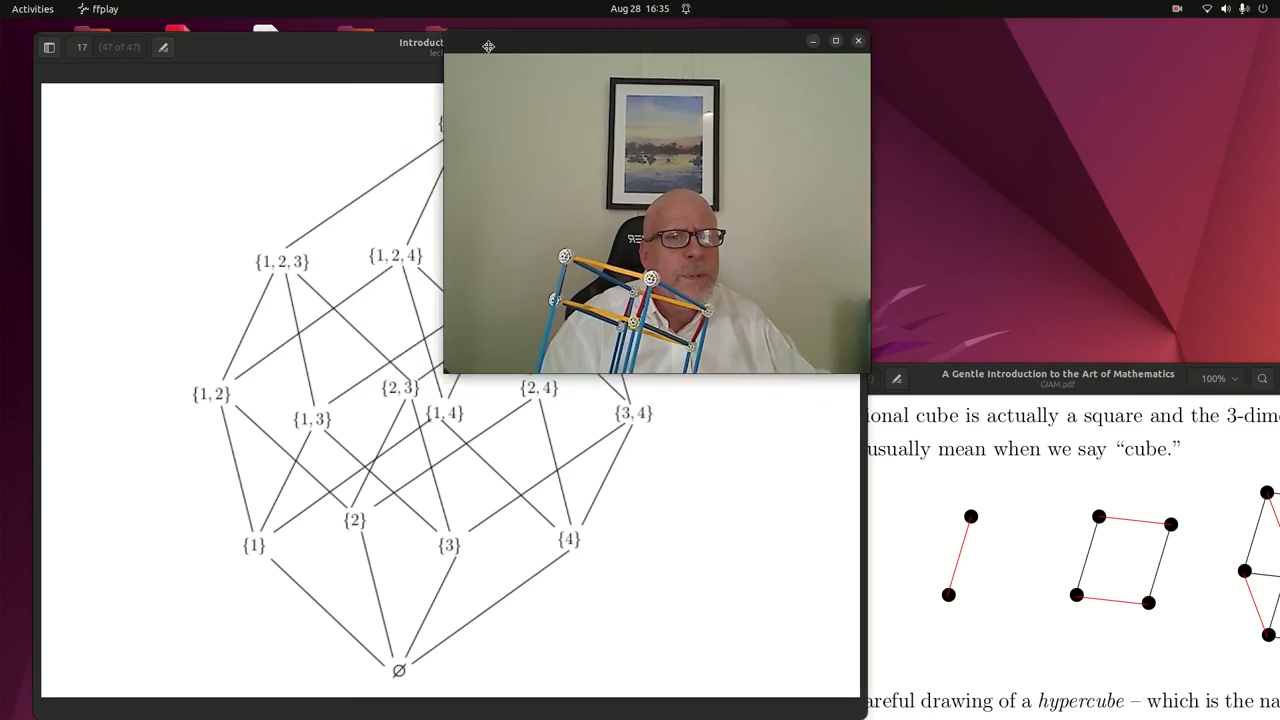 Activities ffplay Aug 28 16:35
17 (47 of 47) Introduct
lect
{1, 2, 3} {1, 2, 4}
{1, 2} {2, 3} {2, 4}
{1, 3} {1, 4} {3, 4}
{2}
{1} {3} {4}
∅
A Gentle Introduction to the Art of Mathematics
GIAM.pdf
100%
ional cube is actually a square and the 3-dime
usually mean when we say “cube.”
areful drawing of a hypercube – which is the na